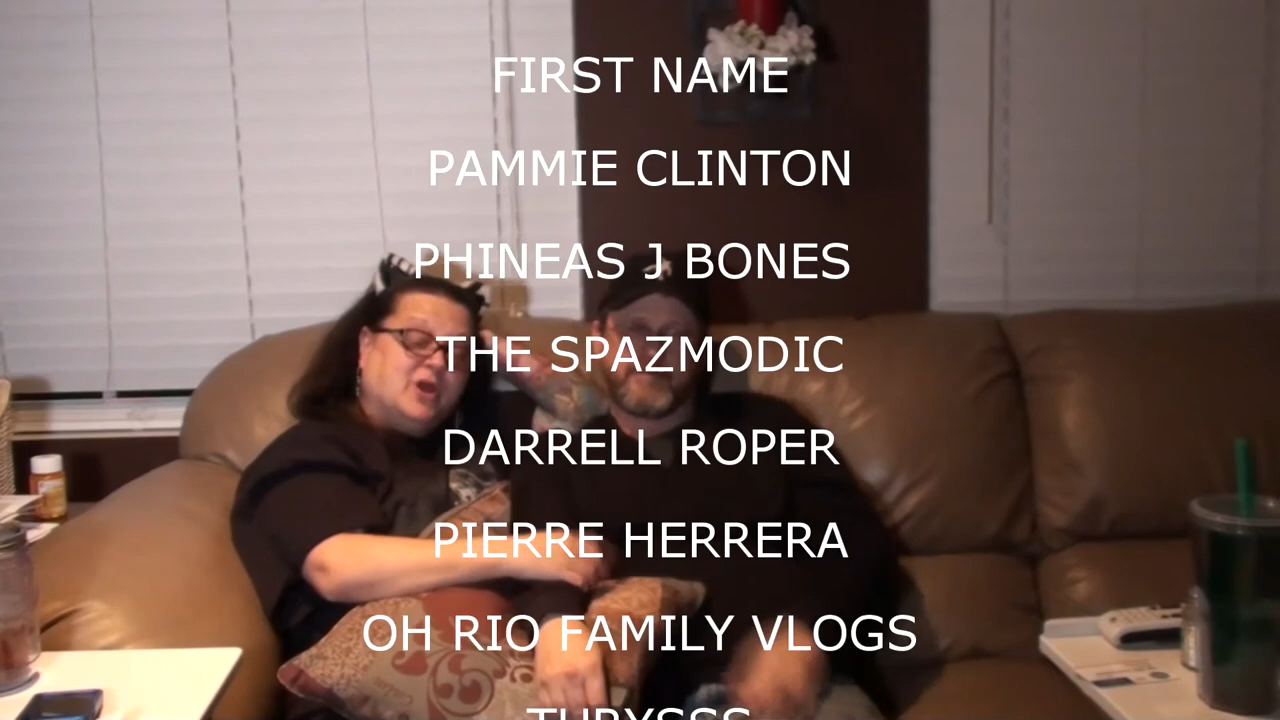 FIRST NAME
PAMMIE CLINTON
PHINEAS J BONES
THE SPAZMODIC
DARRELL ROPER
PIERRE HERRERA
OH RIO FAMILY VLOGS